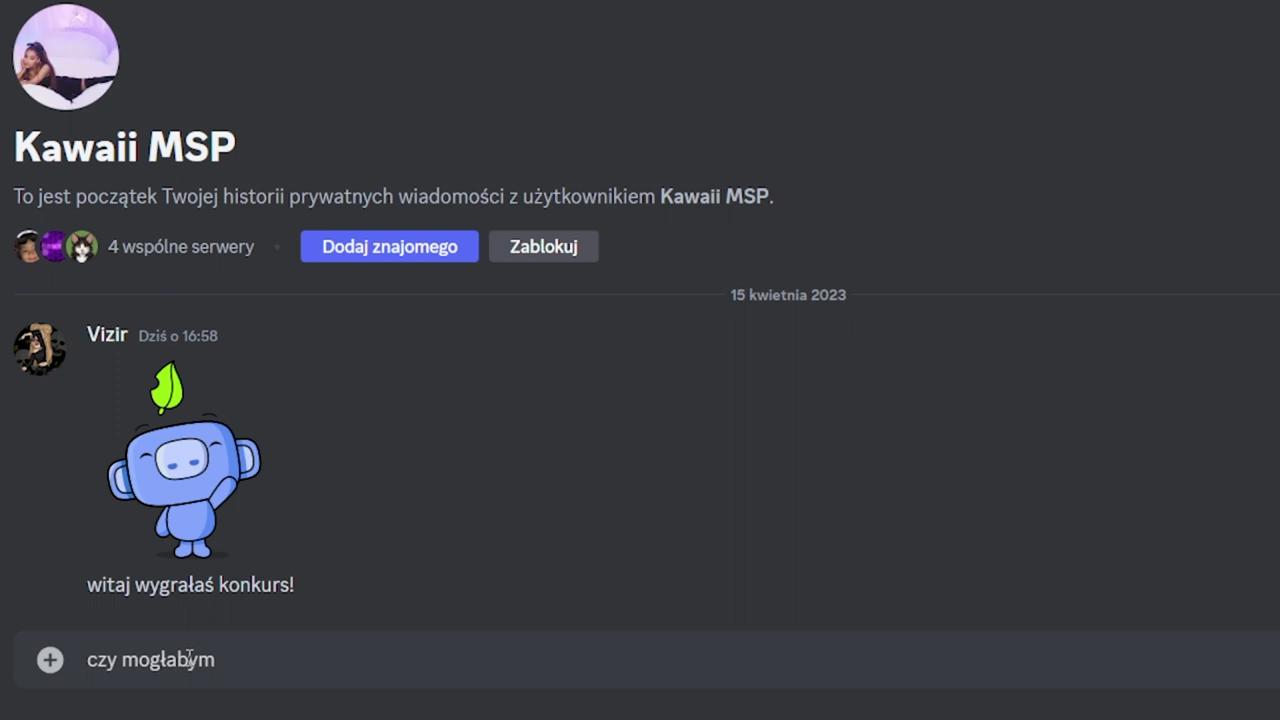 Kawaii MSP
To jest początek Twojej historii prywatnych wiadomości z użytkownikiem Kawaii MSP.
4 wspólne serwery • Dodaj znajomego Zablokuj
15 kwietnia 2023
Vizir Dziś o 16:58
witaj wygrałaś konkurs!
czy mogłabym